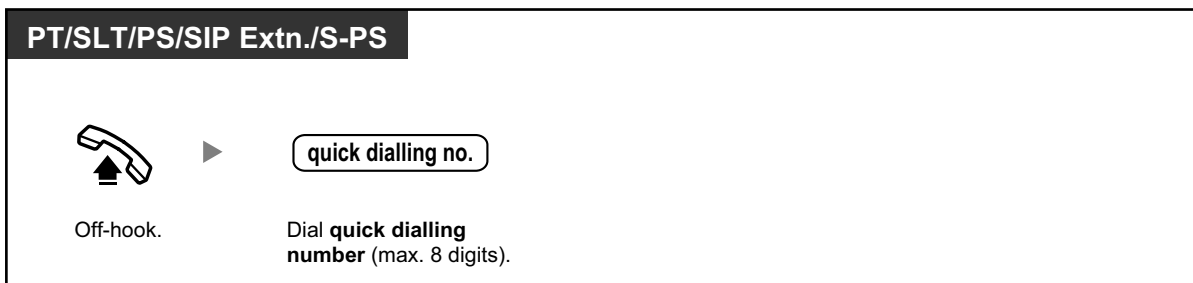 PT/SLT/PS/SIP Extn./S-PS
quick dialling no.
Off-hook.
Dial quick dialling
number (max. 8 digits).